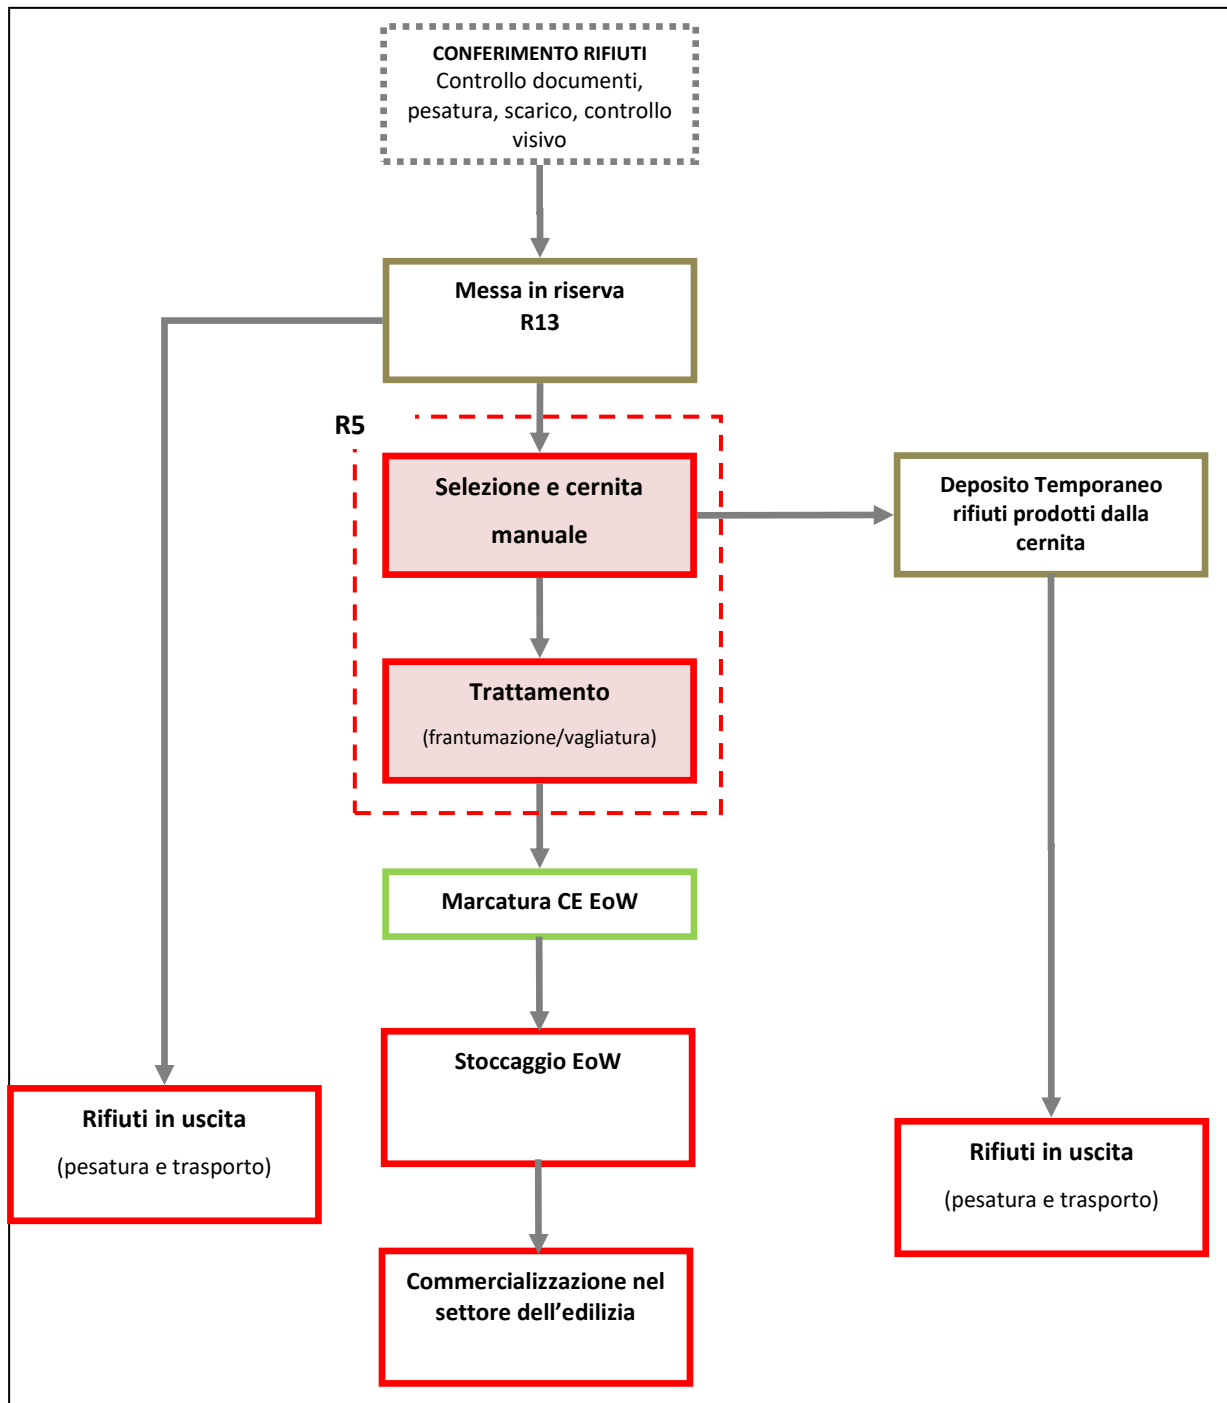 CONFERIMENTO RIFIUTI
Controllo documenti,
pesatura, scarico, controllo
visivo
Messa in riserva
R13
R5
Selezione e cernita
manuale
Deposito Temporaneo
rifiuti prodotti dalla
cernita
Trattamento
(frantumazione/vagliatura)
Marcatura CE EoW
Stoccaggio EoW
Rifiuti in uscita
(pesatura e trasporto)
Rifiuti in uscita
(pesatura e trasporto)
Commercializzazione nel
settore dell’edilizia